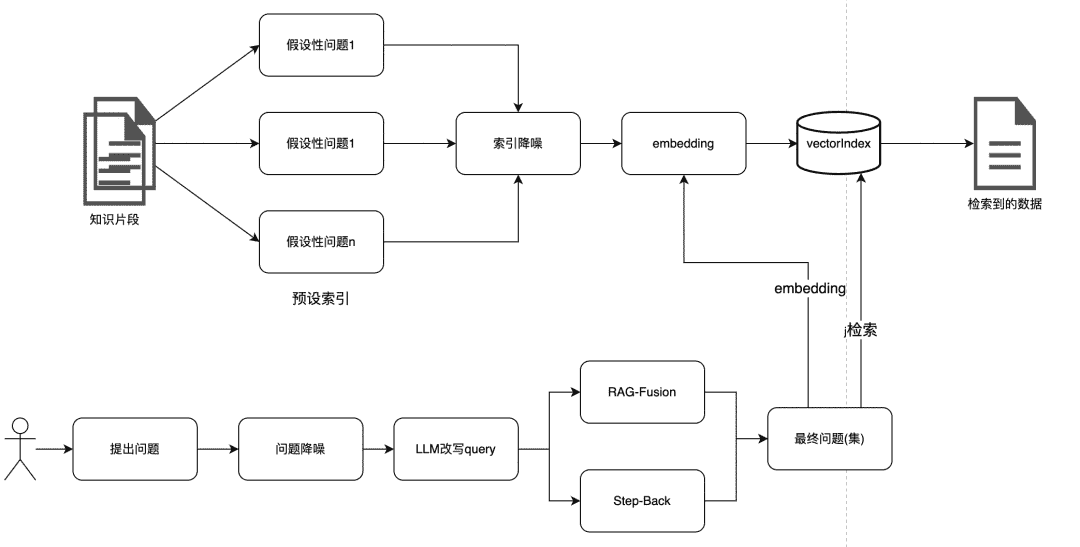 假设性问题1
假设性问题1
索引降噪
embedding
vectorIndex
知识片段
检索到的数据
假设性问题n
预设索引
embedding
j检索
RAG-Fusion
提出问题
问题降噪
LLM改写query
最终问题(集)
Step-Back